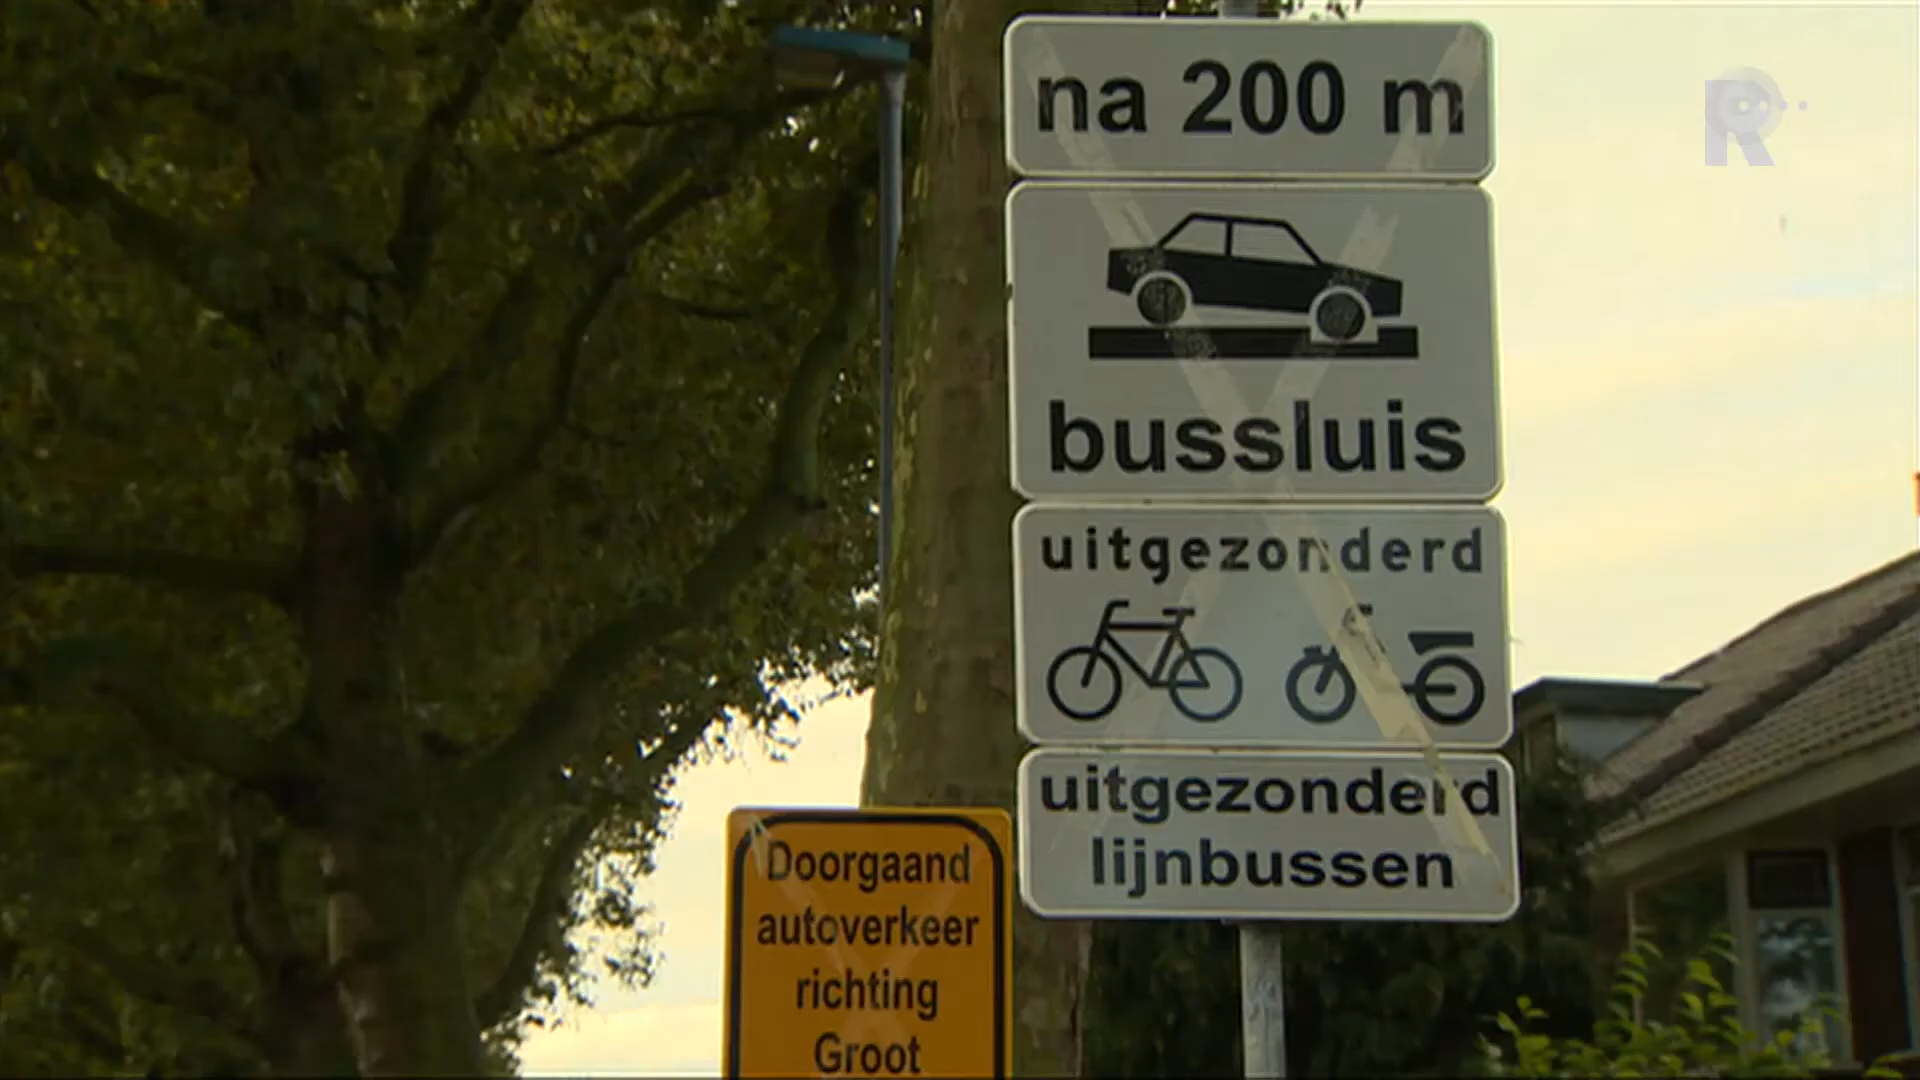 na 200 m
bussluis
uitgezonderd
uitgezonderd
lijnbussen
Doorgaand
autoverkeer
richting
Groot
R